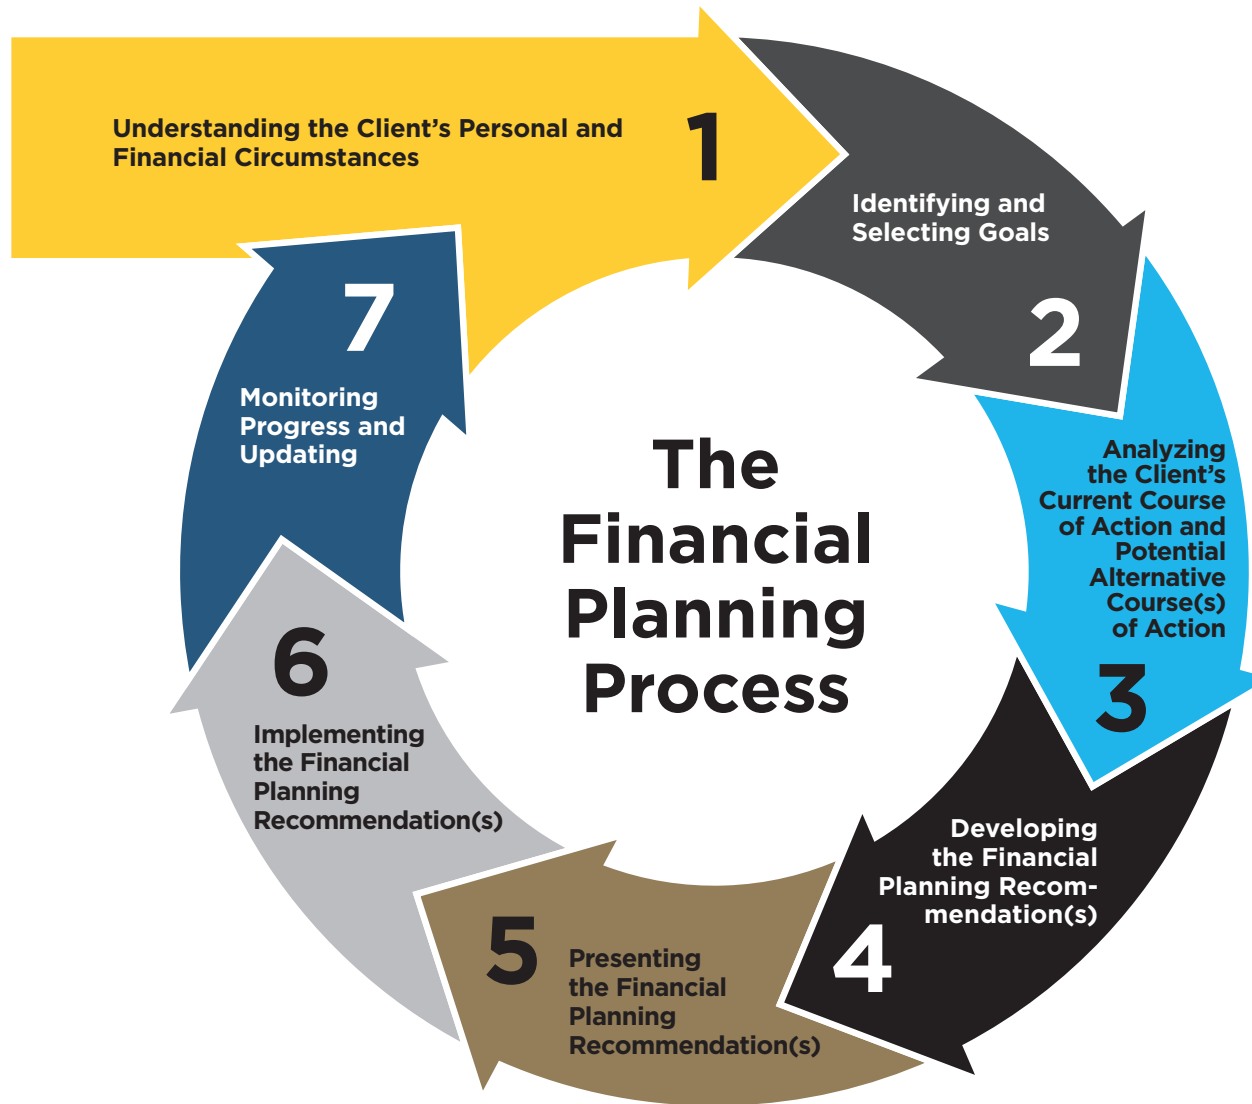 Understanding the Client’s Personal and
Financial Circumstances
1
Identifying and
Selecting Goals
2
Analyzing
the Client’s
Current Course
of Action and
Potential
Alternative
Course(s)
of Action
3
Developing
the Financial
Planning Recom-
mendation(s)
4
5
Presenting
the Financial
Planning
Recommendation(s)
6
Implementing
the Financial
Planning
Recommendation(s)
7
Monitoring
Progress and
Updating
The
Financial
Planning
Process